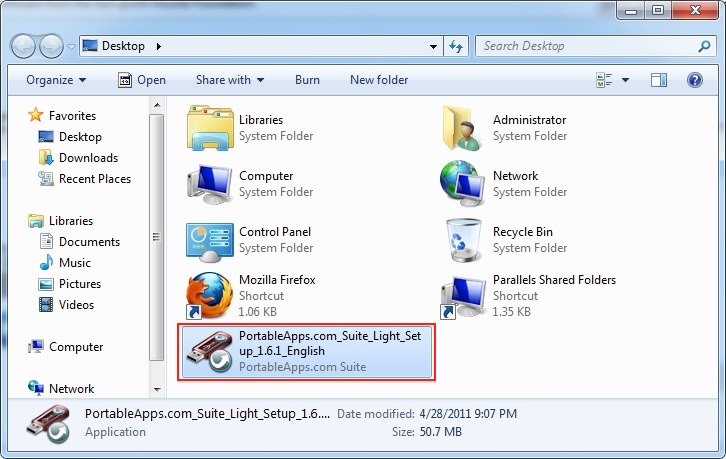 Desktop
Search Desktop
Organize Open Share with Burn New folder
Favorites
Desktop
Downloads
Recent Places
Libraries
Documents
Music
Pictures
Videos
Computer
Network
Libraries
System Folder
Administrator
System Folder
Computer
System Folder
Network
System Folder
Control Panel
System Folder
Recycle Bin
System Folder
Mozilla Firefox
Shortcut
1.06 KB
Parallels Shared Folders
Shortcut
1.35 KB
PortableApps.com_Suite_Light_Set
up_1.6.1_English
PortableApps.com Suite
PortableApps.com_Suite_Light_Setup_1.6.... Date modified: 4/28/2011 9:07 PM
Application Size: 50.7 MB